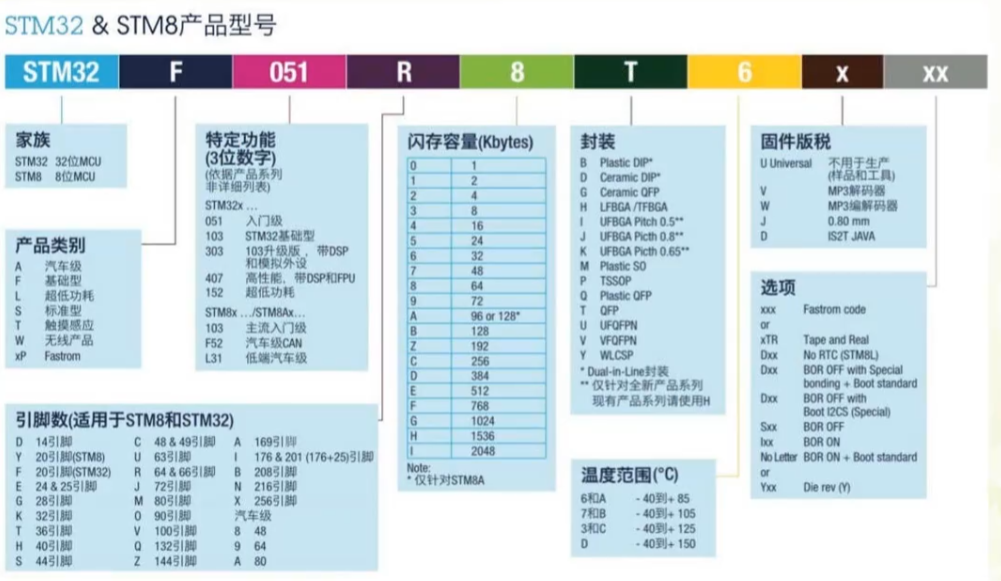 STM32 & STM8产品型号
STM32 F 051 R 8 T 6 x xx
家族
STM32 32位MCU
STM8 8位MCU
产品类别
A 汽车级
F 基础型
L 超低功耗
S 标准型
T 触摸感应
W 无线产品
xP Fastrom
特定功能
(3位数字)
(依据产品系列
非详细列表)
STM32x ...
051 入门级
103 STM32基础型
303 103升级版，带DSP
和模拟外设
407 高性能，带DSP和FPU
152 超低功耗
STM8x .../STM8Ax...
103 主流入门级
F52 汽车级CAN
L31 低端汽车级
引脚数(适用于STM8和STM32)
D 14引脚 C 48 & 49引脚 A 169引脚
Y 20引脚(STM8) U 63引脚 I 176 & 201 (176+25)引脚
F 20引脚(STM32) R 64 & 66引脚 B 208引脚
E 24 & 25引脚 J 72引脚 N 216引脚
G 28引脚 M 80引脚 X 256引脚
K 32引脚 O 90引脚 汽车级
T 36引脚 V 100引脚 8 48
H 40引脚 Q 132引脚 9 64
S 44引脚 Z 144引脚 A 80
闪存容量(Kbytes)
0 1
1 2
2 4
3 8
4 16
5 24
6 32
7 48
8 64
9 72
A 96 or 128*
B 128
Z 192
C 256
D 384
E 512
F 768
G 1024
H 1536
I 2048
Note:
* 仅针对STM8A
封装
B Plastic DIP*
D Ceramic DIP*
G Ceramic QFP
H LFBGA /TFBGA
I UFBGA Pitch 0.5**
J UFBGA Picth 0.8**
K UFBGA Picth 0.65**
M Plastic SO
P TSSOP
Q Plastic QFP
T QFP
U UFQFPN
V VFQFPN
Y WLCSP
* Dual-in-Line封装
** 仅针对全新产品系列
现有产品系列请使用H
温度范围(°C)
6和A - 40到+ 85
7和B - 40到+ 105
3和C - 40到+ 125
D - 40到+ 150
固件版税
U Universal 不用于生产
(样品和工具)
V MP3解码器
W MP3编解码器
J 0.80 mm
D IS2T JAVA
选项
xxx Fastrom code
or
xTR Tape and Real
Dxx No RTC (STM8L)
Dxx BOR OFF with Special
bonding + Boot standard
Dxx BOR OFF with
Boot I2CS (Special)
Sxx BOR OFF
Ixx BOR ON
No Letter BOR ON + Boot standard
or
Yxx Die rev (Y)